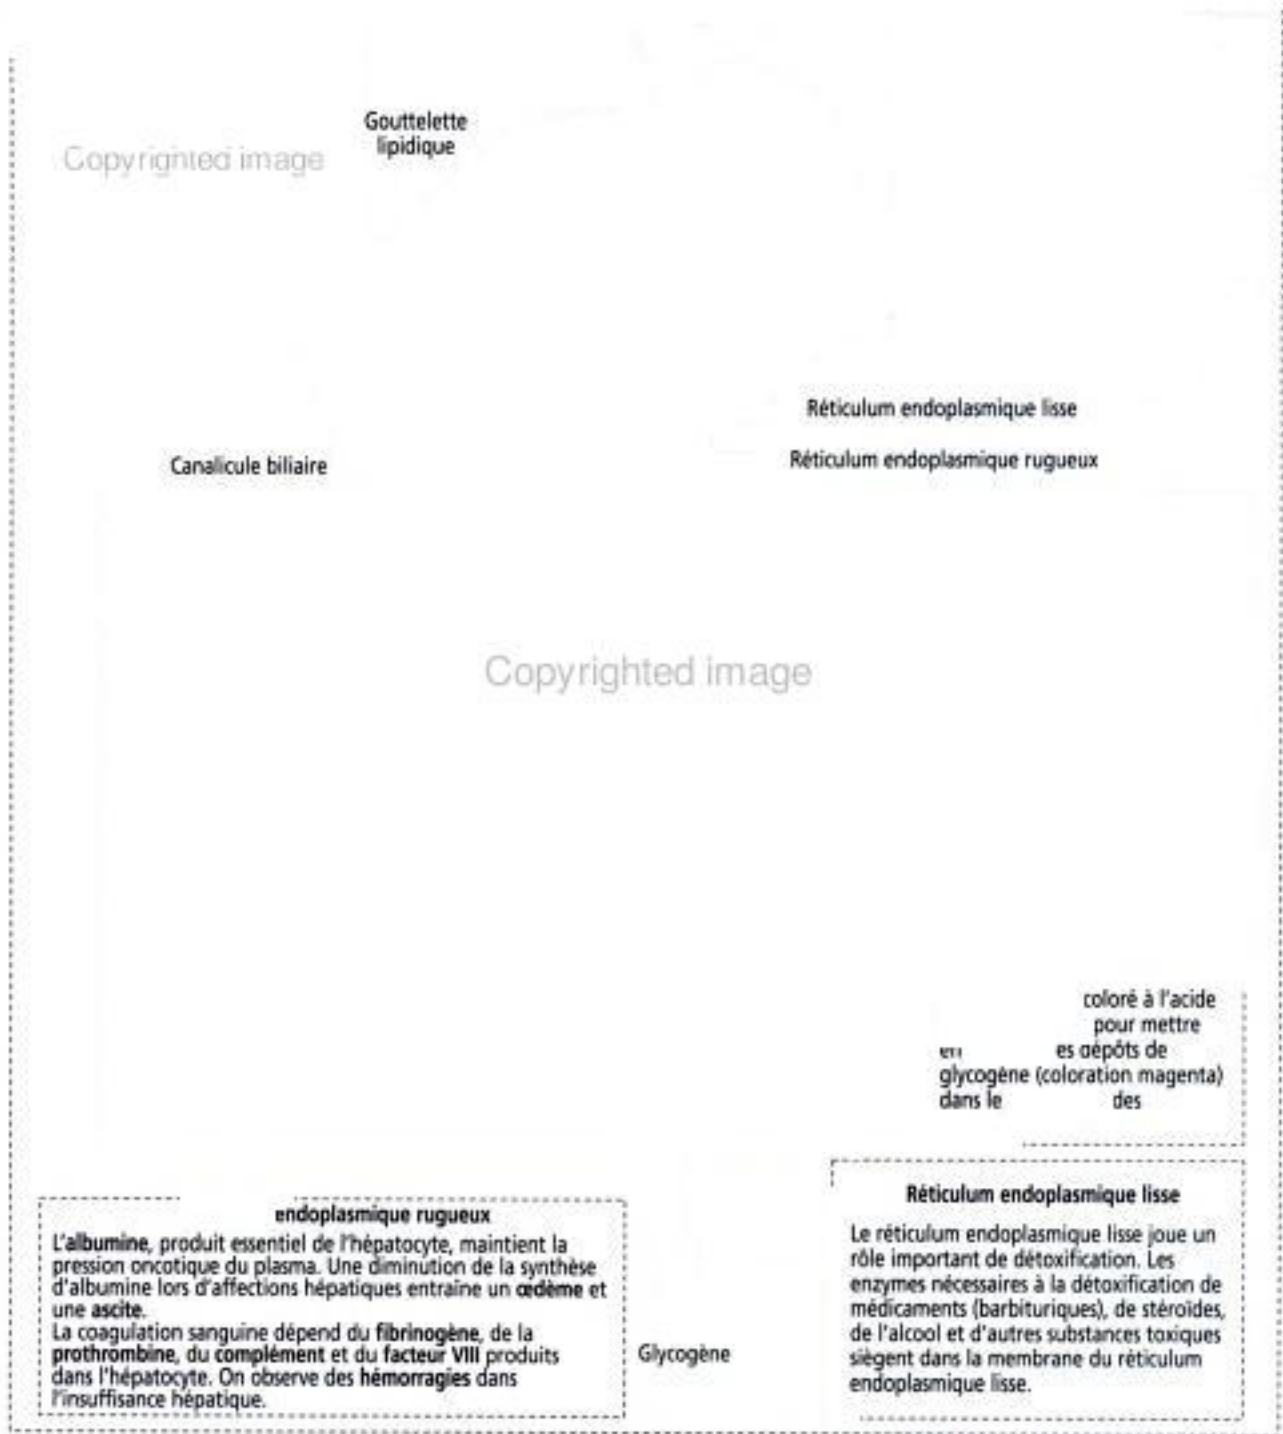 Gouttelette
lipidique
Copyrighted image
Réticulum endoplasmique lisse
Canalicule biliaire
Réticulum endoplasmique rugueux
Copyrighted image
coloré à l'acide
pour mettre
es dépôts de
glycogène (coloration magenta)
dans le des
endoplasmique rugueux
L'albumine, produit essentiel de l'hépatocyte, maintient la
pression oncotique du plasma. Une diminution de la synthèse
d'albumine lors d'affections hépatiques entraîne un œdème et
une ascite.
La coagulation sanguine dépend du fibrinogène, de la
prothrombine, du complément et du facteur VIII produits
dans l'hépatocyte. On observe des hémorragies dans
l'insuffisance hépatique.
Glycogène
Réticulum endoplasmique lisse
Le réticulum endoplasmique lisse joue un
rôle important de détoxification. Les
enzymes nécessaires à la détoxification de
médicaments (barbituriques), de stéroïdes,
de l'alcool et d'autres substances toxiques
siègent dans la membrane du réticulum
endoplasmique lisse.